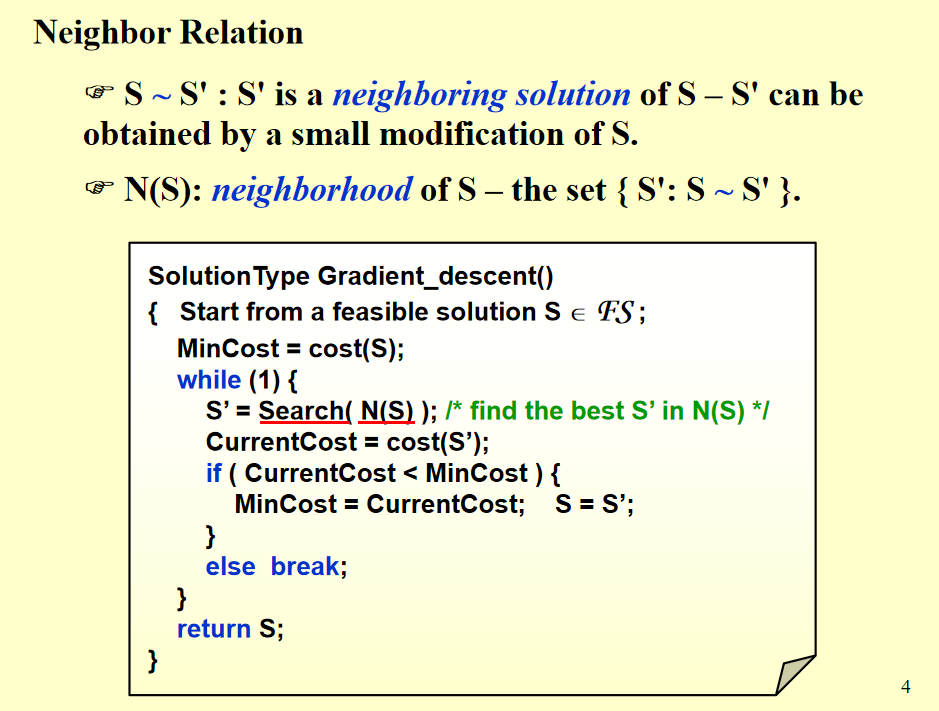 Neighbor Relation
☞ S ~ S' : S' is a neighboring solution of S – S' can be
obtained by a small modification of S.
☞ N(S): neighborhood of S – the set { S': S ~ S' }.
SolutionType Gradient_descent()
{ Start from a feasible solution S ∈ FS ;
MinCost = cost(S);
while (1) {
S’ = Search( N(S) ); /* find the best S’ in N(S) */
CurrentCost = cost(S’);
if ( CurrentCost < MinCost ) {
MinCost = CurrentCost; S = S’;
}
else break;
}
return S;
}
4